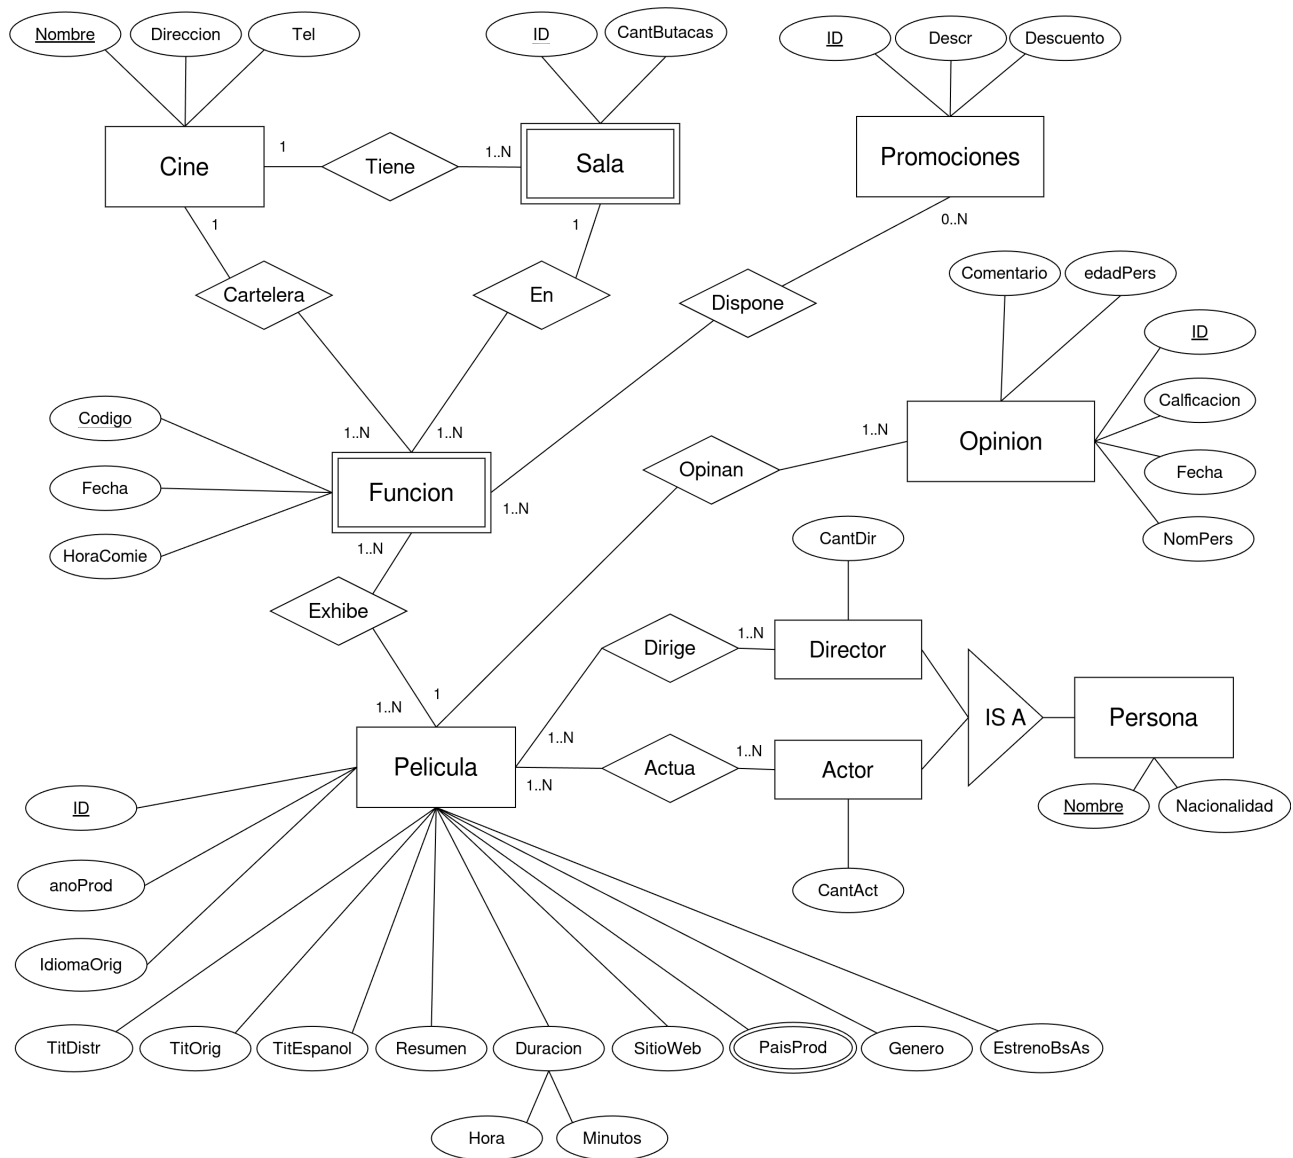 Nombre
Direccion
Tel
ID
CantButacas
ID
Descr
Descuento
Cine
1
Tiene
1..N
Sala
Promociones
1
1
0..N
Cartelera
En
Dispone
Comentario
edadPers
ID
Calficacion
Fecha
NomPers
Codigo
Fecha
HoraComie
1..N
1..N
Funcion
1..N
1..N
Opinan
1..N
Opinion
Exhibe
CantDir
Dirige
1..N
Director
1..N
1
1..N
Pelicula
1..N
Actua
1..N
Actor
IS A
Persona
Nombre
Nacionalidad
CantAct
ID
anoProd
IdiomaOrig
TitDistr
TitOrig
TitEspanol
Resumen
Duracion
SitioWeb
PaisProd
Genero
EstrenoBsAs
Hora
Minutos